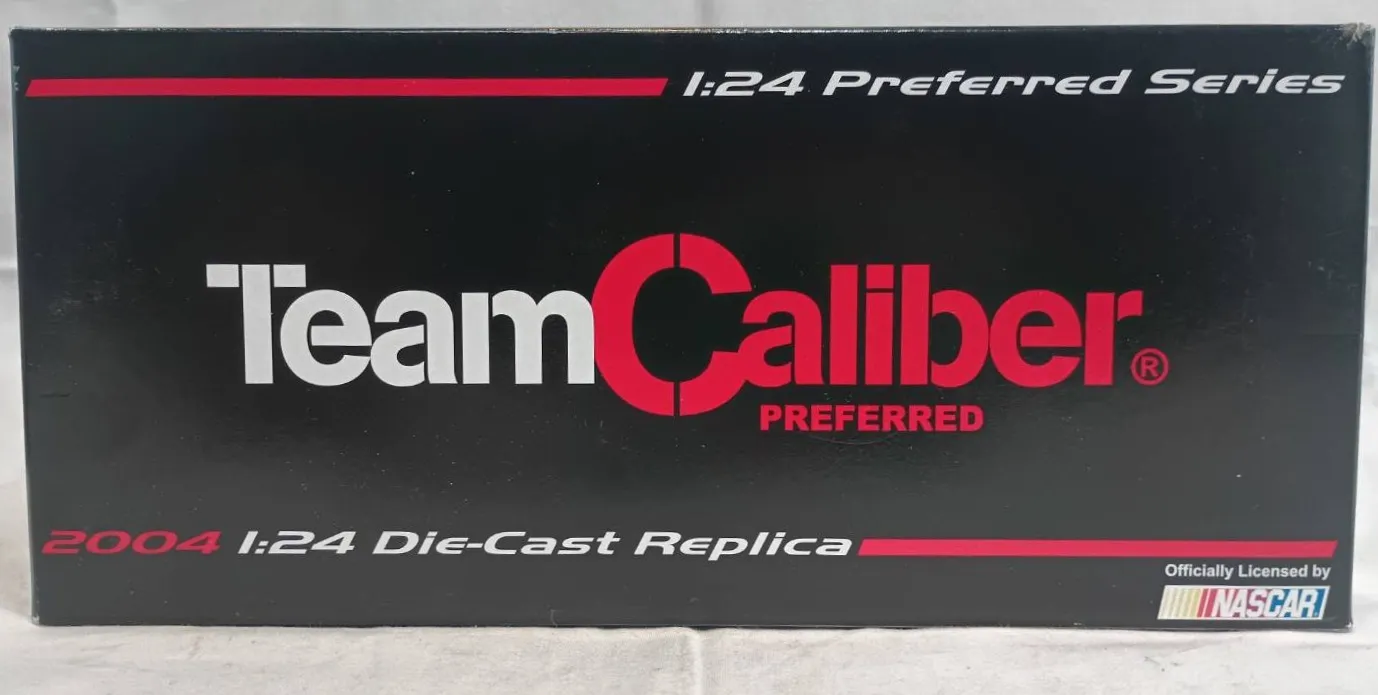 1:24 Preferred Series
TeamCaliber®
PREFERRED
2004 1:24 Die-Cast Replica
Officially Licensed by
NASCAR